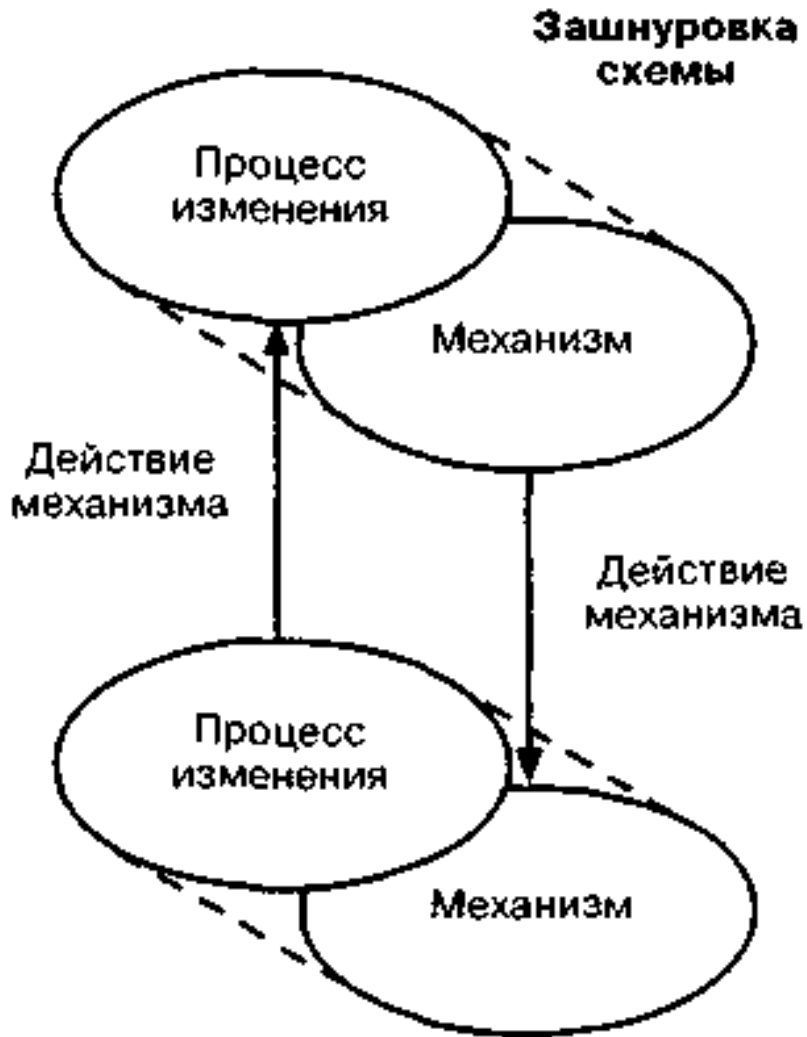 Зашнуровка
схемы
Процесс
изменения
Механизм
Действие
механизма
Действие
механизма
Процесс
изменения
Механизм